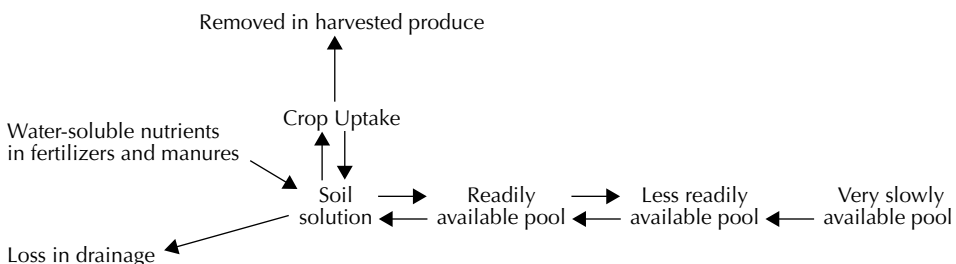 Removed in harvested produce
Crop Uptake
Water-soluble nutrients
in fertilizers and manures
Soil
solution
Readily
available pool
Less readily
available pool
Very slowly
available pool
Loss in drainage